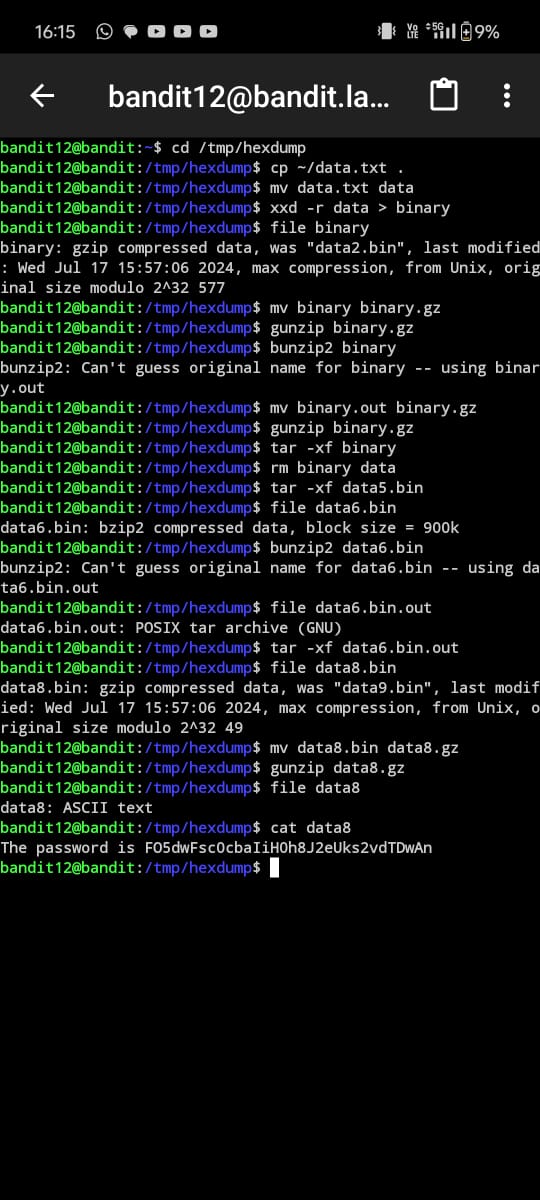 16:15
Vo LTE 5G 9%
bandit12@bandit.la...
bandit12@bandit:~$ cd /tmp/hexdump
bandit12@bandit:/tmp/hexdump$ cp ~/data.txt .
bandit12@bandit:/tmp/hexdump$ mv data.txt data
bandit12@bandit:/tmp/hexdump$ xxd -r data > binary
bandit12@bandit:/tmp/hexdump$ file binary
binary: gzip compressed data, was "data2.bin", last modified
: Wed Jul 17 15:57:06 2024, max compression, from Unix, orig
inal size modulo 2^32 577
bandit12@bandit:/tmp/hexdump$ mv binary binary.gz
bandit12@bandit:/tmp/hexdump$ gunzip binary.gz
bandit12@bandit:/tmp/hexdump$ bunzip2 binary
bunzip2: Can't guess original name for binary -- using binar
y.out
bandit12@bandit:/tmp/hexdump$ mv binary.out binary.gz
bandit12@bandit:/tmp/hexdump$ gunzip binary.gz
bandit12@bandit:/tmp/hexdump$ tar -xf binary
bandit12@bandit:/tmp/hexdump$ rm binary data
bandit12@bandit:/tmp/hexdump$ tar -xf data5.bin
bandit12@bandit:/tmp/hexdump$ file data6.bin
data6.bin: bzip2 compressed data, block size = 900k
bandit12@bandit:/tmp/hexdump$ bunzip2 data6.bin
bunzip2: Can't guess original name for data6.bin -- using da
ta6.bin.out
bandit12@bandit:/tmp/hexdump$ file data6.bin.out
data6.bin.out: POSIX tar archive (GNU)
bandit12@bandit:/tmp/hexdump$ tar -xf data6.bin.out
bandit12@bandit:/tmp/hexdump$ file data8.bin
data8.bin: gzip compressed data, was "data9.bin", last modif
ied: Wed Jul 17 15:57:06 2024, max compression, from Unix, o
riginal size modulo 2^32 49
bandit12@bandit:/tmp/hexdump$ mv data8.bin data8.gz
bandit12@bandit:/tmp/hexdump$ gunzip data8.gz
bandit12@bandit:/tmp/hexdump$ file data8
data8: ASCII text
bandit12@bandit:/tmp/hexdump$ cat data8
The password is FO5dwFsc0cbaIiH0h8J2eUks2vdTDwAn
bandit12@bandit:/tmp/hexdump$